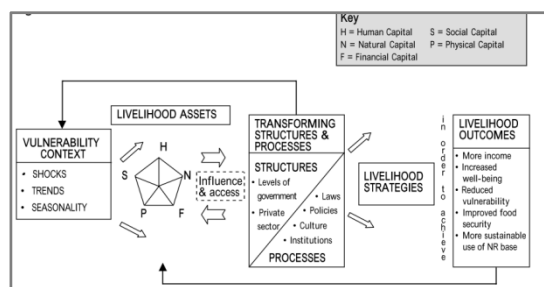 Key
H = Human Capital    S = Social Capital
N = Natural Capital    P = Physical Capital
F = Financial Capital
LIVELIHOOD ASSETS
VULNERABILITY
CONTEXT
• SHOCKS
• TRENDS
• SEASONALITY
H
S
N
P
F
Influence
& access
TRANSFORMING
STRUCTURES &
PROCESSES
STRUCTURES
• Levels of
government
• Private
sector
• Laws
• Policies
• Culture
• Institutions
PROCESSES
LIVELIHOOD
STRATEGIES
in order to achieve
LIVELIHOOD
OUTCOMES
• More income
• Increased
well-being
• Reduced
vulnerability
• Improved food
security
• More sustainable
use of NR base